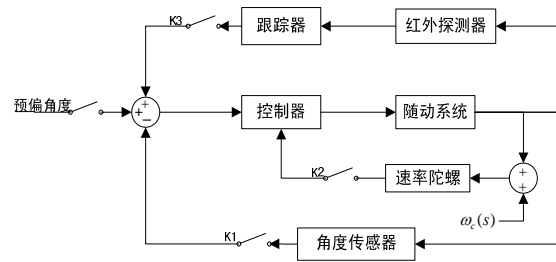 K3
跟踪器
红外探测器
预偏角度
+
+
−
控制器
随动系统
K2
速率陀螺
+
+
ω_c(s)
K1
角度传感器